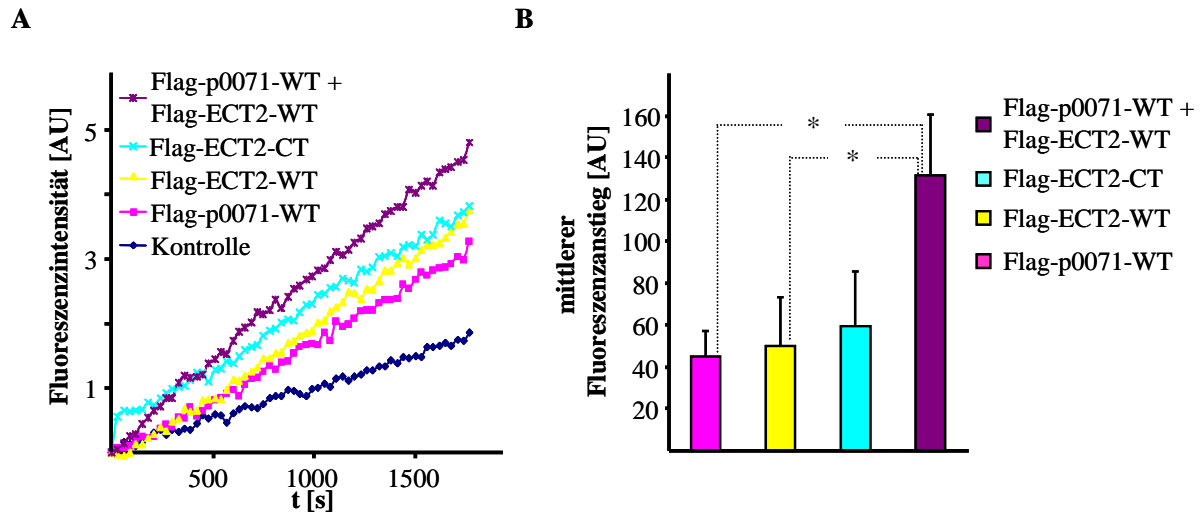 A
Fluoreszenzintensität [AU]
5
3
1
Flag-p0071-WT +
Flag-ECT2-WT
Flag-ECT2-CT
Flag-ECT2-WT
Flag-p0071-WT
Kontrolle
500
1000
1500
t [s]
B
mittlerer
Fluoreszenzanstieg [AU]
160
140
120
100
80
60
40
20
*
*
Flag-p0071-WT +
Flag-ECT2-WT
Flag-ECT2-CT
Flag-ECT2-WT
Flag-p0071-WT